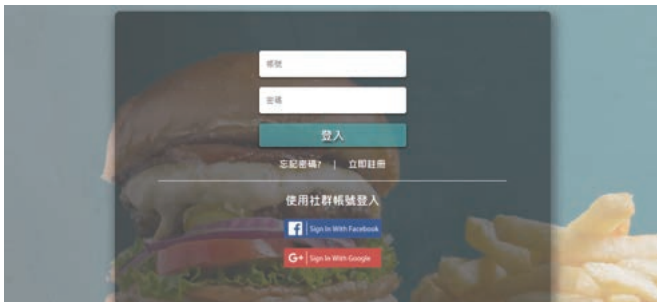 帳號
密碼
登入
忘記密碼? | 立即註冊
使用社群帳號登入
f Sign In With Facebook
G+ Sign In With Google